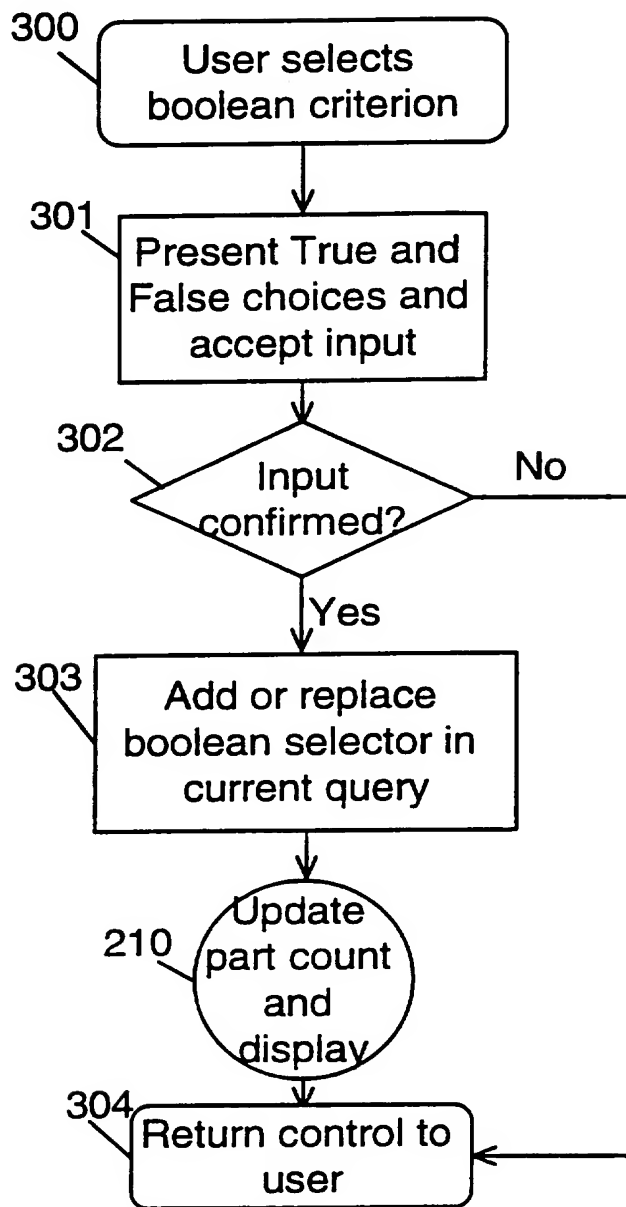 300
User selects
boolean criterion
301
Present True and
False choices and
accept input
302
Input
confirmed?
No
Yes
303
Add or replace
boolean selector in
current query
210
Update
part count
and
display
304
Return control to
user